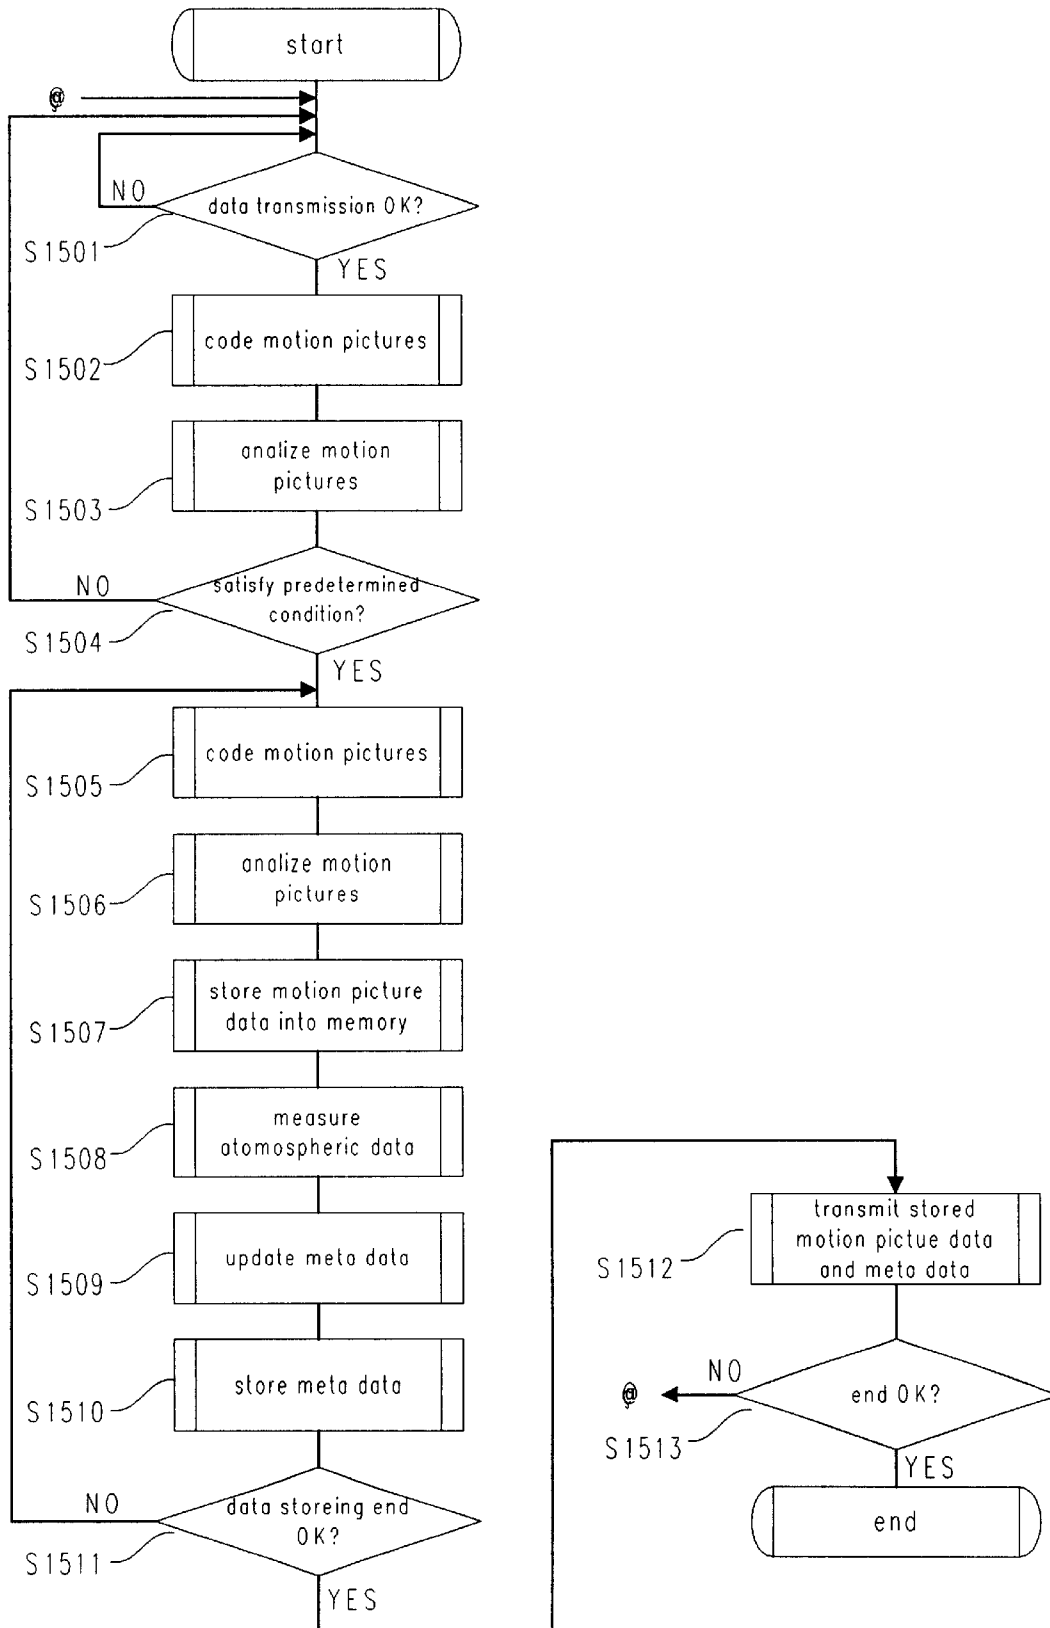 start
@
NO
data transmission OK?
S1501
YES
code motion pictures
S1502
analize motion
pictures
S1503
NO
satisfy predetermined
condition?
S1504
YES
code motion pictures
S1505
analize motion
pictures
S1506
store motion picture
data into memory
S1507
measure
atomospheric data
S1508
update meta data
S1509
store meta data
S1510
NO
data storeing end
OK?
S1511
YES
transmit stored
motion pictue data
and meta data
S1512
@
NO
end OK?
S1513
YES
end